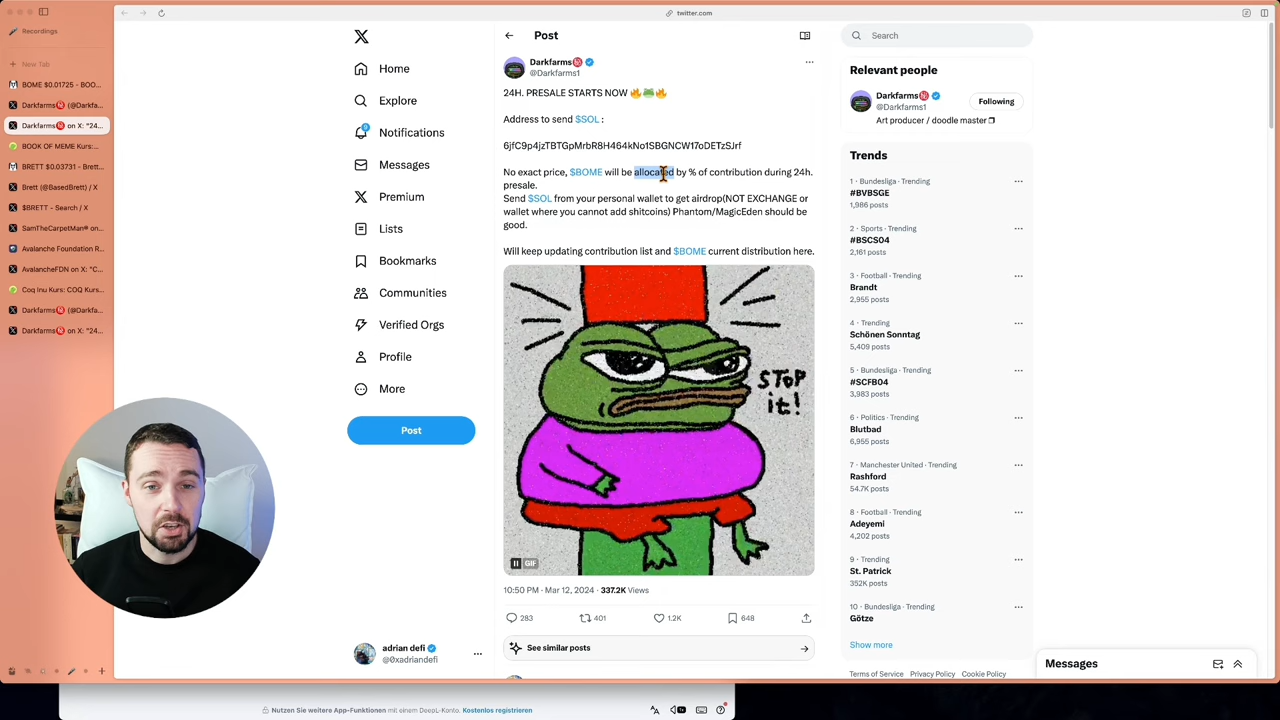 twitter.com
Recordings
New Tab
BOME $0.01725 - BOO...
Darkfarms (@Darkfa...
Darkfarms on X: "24...
BOOK OF MEME Kurs:...
BRETT $0.03731 - Brett...
Brett (@BasedBrett) / X
$BRETT - Search / X
SamTheCarpetMan® on...
Avalanche Foundation R...
AvalancheFDN on X: "C...
Coq Inu Kurs: COQ Kurs...
Darkfarms (@Darkfa...
Darkfarms on X: "24...
Home
Explore
Notifications
Messages
Premium
Lists
Bookmarks
Communities
Verified Orgs
Profile
More
Post
adrian defi
@0xadriandefi
Post
Darkfarms
@Darkfarms1
24H. PRESALE STARTS NOW 🔥🐸🔥
Address to send $SOL :
6jfC9p4jzTBTGpMrbR8H464kNo1SBGNCW17oDETzSJrf
No exact price, $BOME will be allocated by % of contribution during 24h.
presale.
Send $SOL from your personal wallet to get airdrop(NOT EXCHANGE or
wallet where you cannot add shitcoins) Phantom/MagicEden should be
good.
Will keep updating contribution list and $BOME current distribution here.
STOP
it!
GIF
10:50 PM · Mar 12, 2024 · 337.2K Views
283
401
1.2K
648
See similar posts
Search
Relevant people
Darkfarms
@Darkfarms1
Following
Art producer / doodle master
Trends
1 · Bundesliga · Trending
#BVBSGE
1,986 posts
2 · Sports · Trending
#BSCS04
2,161 posts
3 · Football · Trending
Brandt
2,955 posts
4 · Trending
Schönen Sonntag
5,409 posts
5 · Bundesliga · Trending
#SCFB04
3,983 posts
6 · Politics · Trending
Blutbad
6,955 posts
7 · Manchester United · Trending
Rashford
54.7K posts
8 · Football · Trending
Adeyemi
4,202 posts
9 · Trending
St. Patrick
352K posts
10 · Bundesliga · Trending
Götze
Show more
Terms of Service Privacy Policy Cookie Policy
Messages
Nutzen Sie weitere App-Funktionen mit einem DeepL-Konto. Kostenlos registrieren